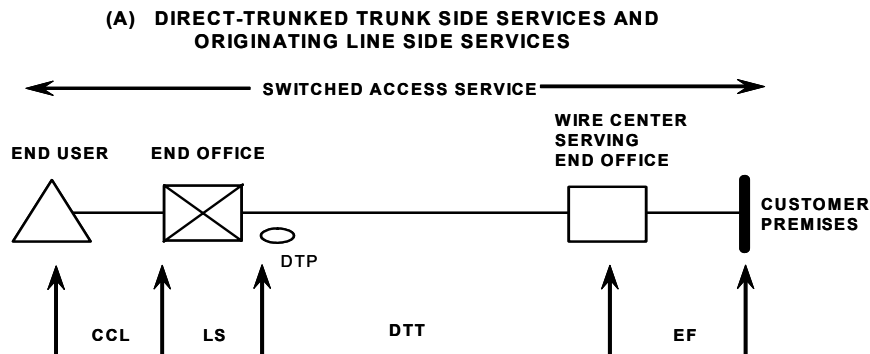 (A) DIRECT-TRUNKED TRUNK SIDE SERVICES AND
ORIGINATING LINE SIDE SERVICES
SWITCHED ACCESS SERVICE
WIRE CENTER
SERVING
END OFFICE
END USER
END OFFICE
CUSTOMER
PREMISES
DTP
CCL
LS
DTT
EF